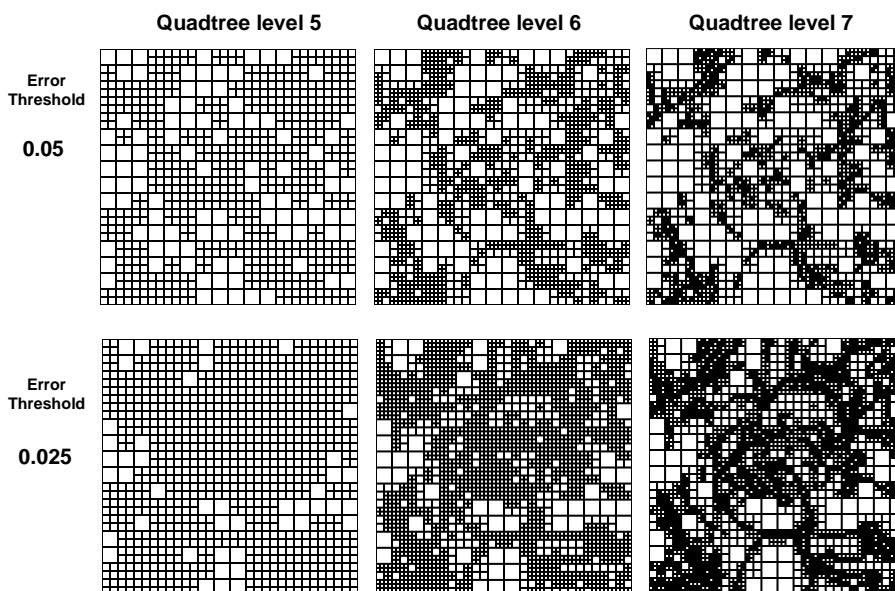 Quadtree level 5
Quadtree level 6
Quadtree level 7
Error
Threshold
0.05
Error
Threshold
0.025